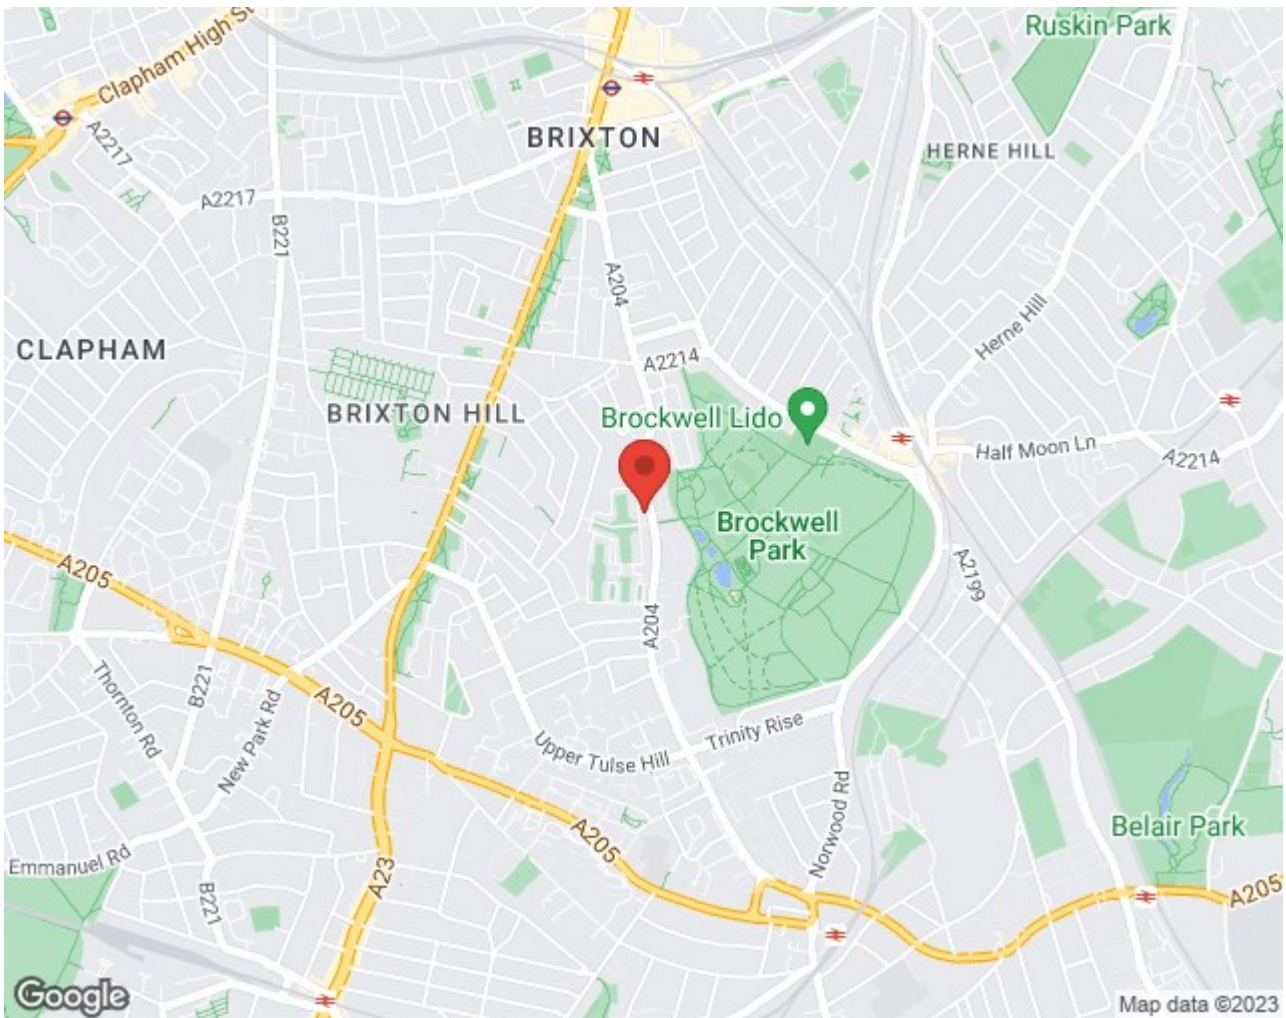 Ruskin Park
Clapham High St
BRIXTON
A2217
HERNE HILL
A2217
B221
A204
Herne Hill
CLAPHAM
A2214
BRIXTON HILL
Brockwell Lido
Half Moon Ln
A2214
Brockwell
Park
A205
A2199
A204
B221
Thornton Rd
New Park Rd
A205
Trinity Rise
Upper Tulse Hill
Norwood Rd
A205
Belair Park
Emmanuel Rd
A23
B221
A205
Google
Map data ©2023